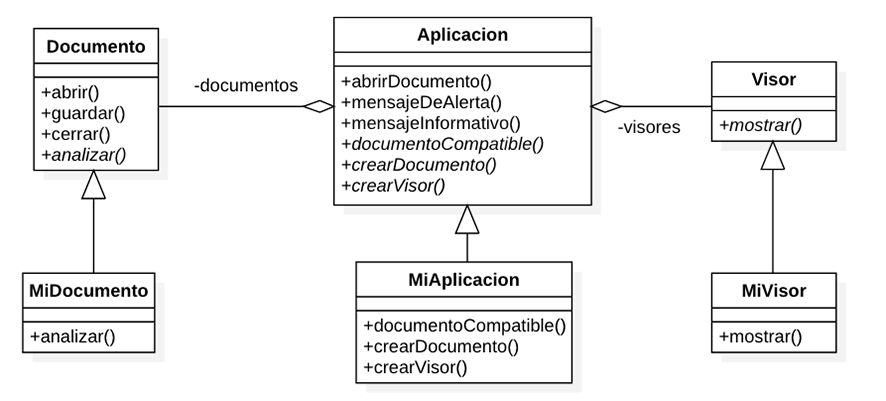 Documento
+abrir()
+guardar()
+cerrar()
+analizar()
-documentos
Aplicacion
+abrirDocumento()
+mensajeDeAlerta()
+mensajeInformativo()
+documentoCompatible()
+crearDocumento()
+crearVisor()
-visores
Visor
+mostrar()
MiDocumento
+analizar()
MiAplicacion
+documentoCompatible()
+crearDocumento()
+crearVisor()
MiVisor
+mostrar()